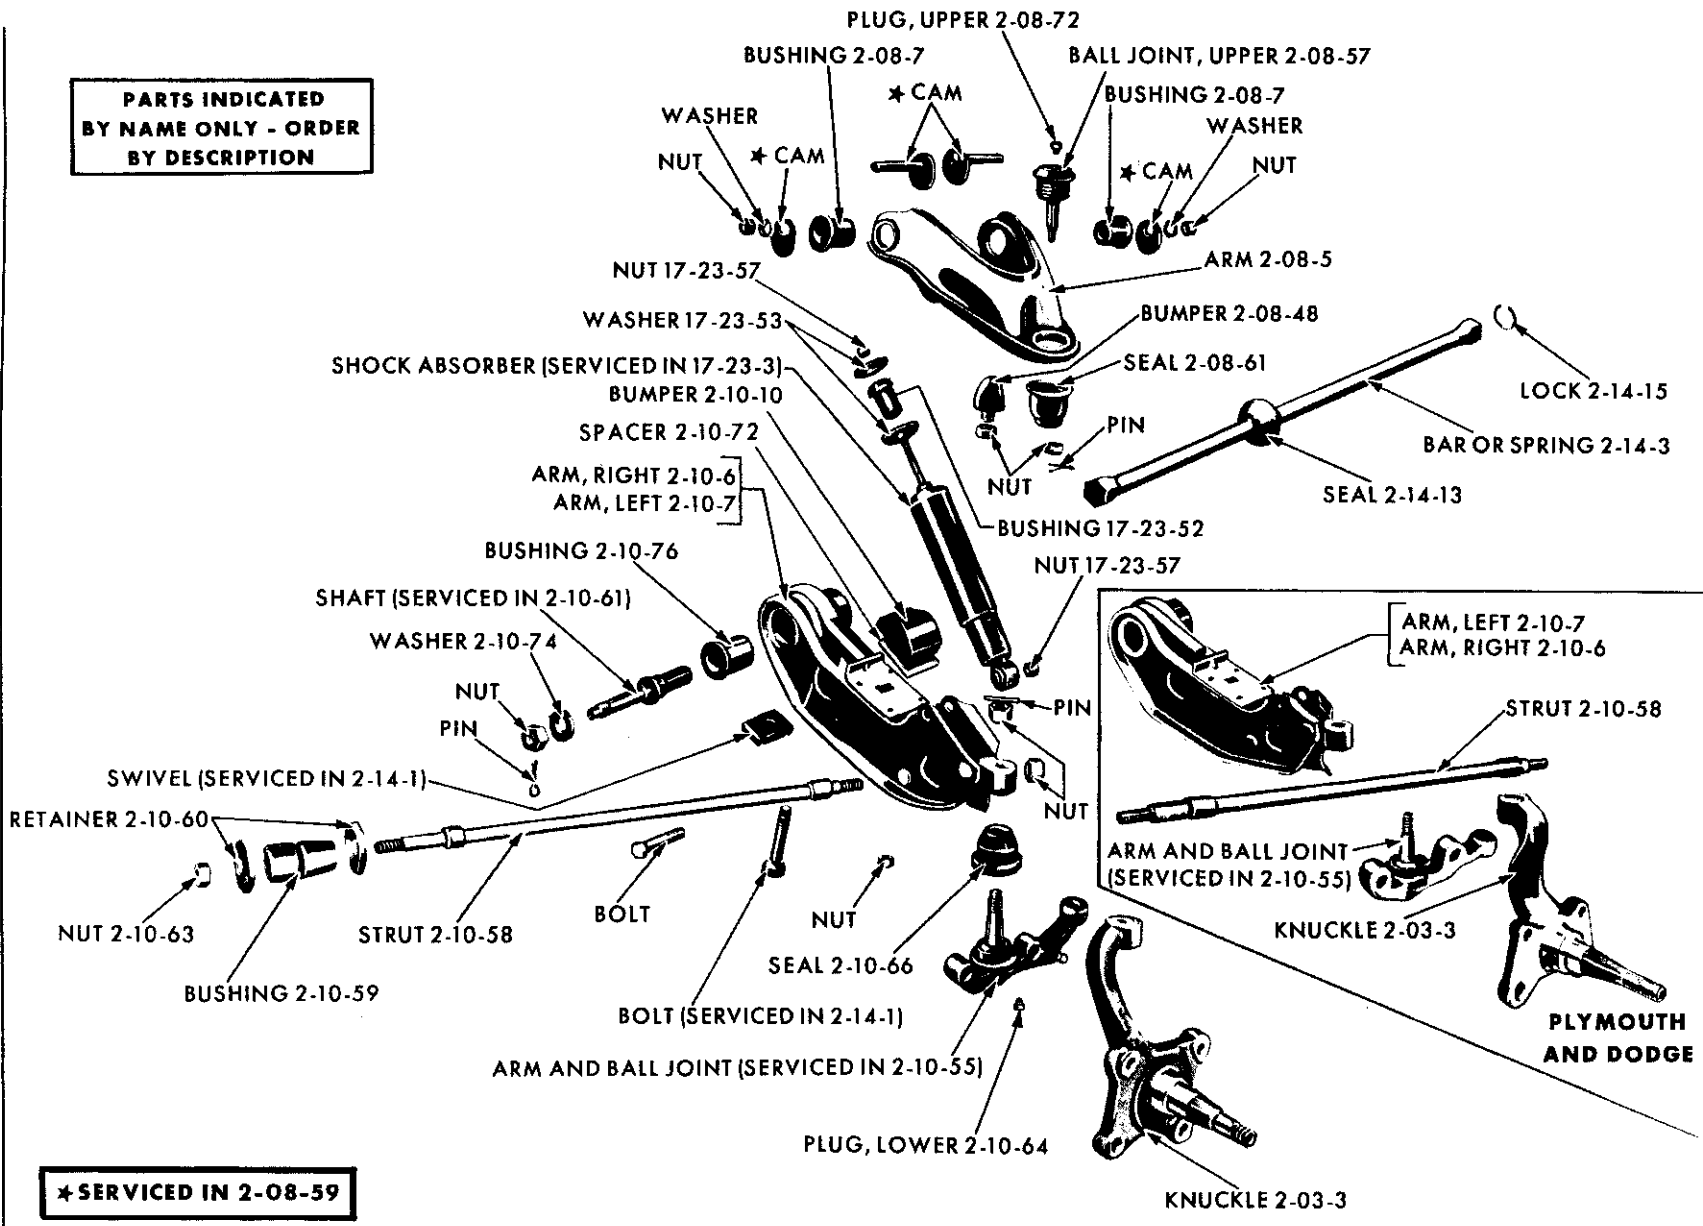 PLUG, UPPER 2-08-72
BUSHING 2-08-7
BALL JOINT, UPPER 2-08-57
PARTS INDICATED
BY NAME ONLY - ORDER
BY DESCRIPTION
★ CAM
BUSHING 2-08-7
WASHER
WASHER
NUT
★ CAM
★ CAM
NUT
ARM 2-08-5
NUT 17-23-57
WASHER 17-23-53
BUMPER 2-08-48
SHOCK ABSORBER (SERVICED IN 17-23-3)
SEAL 2-08-61
BUMPER 2-10-10
LOCK 2-14-15
SPACER 2-10-72
PIN
BAR OR SPRING 2-14-3
ARM, RIGHT 2-10-6
ARM, LEFT 2-10-7
NUT
SEAL 2-14-13
BUSHING 17-23-52
BUSHING 2-10-76
NUT 17-23-57
SHAFT (SERVICED IN 2-10-61)
WASHER 2-10-74
ARM, LEFT 2-10-7
ARM, RIGHT 2-10-6
NUT
PIN
PIN
STRUT 2-10-58
SWIVEL (SERVICED IN 2-14-1)
NUT
RETAINER 2-10-60
ARM AND BALL JOINT
(SERVICED IN 2-10-55)
NUT 2-10-63
STRUT 2-10-58
BOLT
NUT
KNUCKLE 2-03-3
SEAL 2-10-66
BUSHING 2-10-59
BOLT (SERVICED IN 2-14-1)
PLYMOUTH
AND DODGE
ARM AND BALL JOINT (SERVICED IN 2-10-55)
PLUG, LOWER 2-10-64
★ SERVICED IN 2-08-59
KNUCKLE 2-03-3